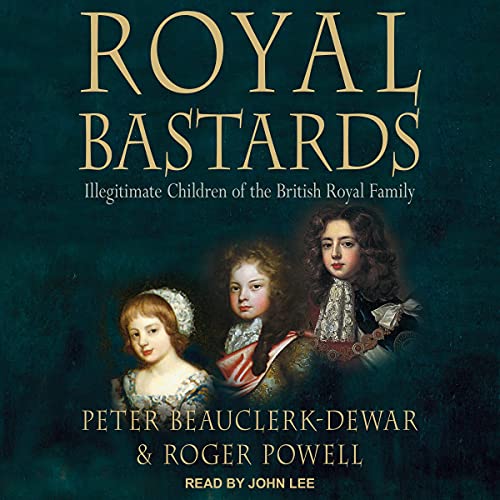 ROYAL
BASTARDS
Illegitimate Children of the British Royal Family
PETER BEAUCLERK-DEWAR
& ROGER POWELL
READ BY JOHN LEE